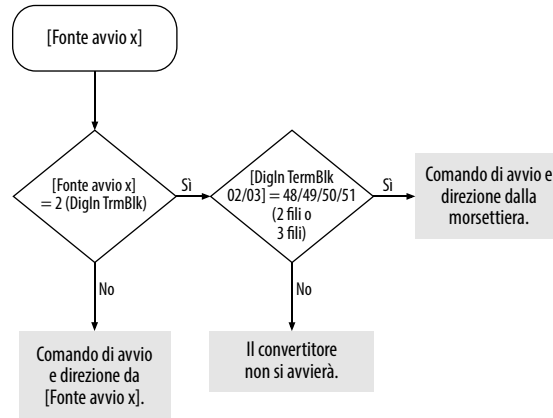 [Fonte avvio x]
[Fonte avvio x]
= 2 (DigIn TrmBlk)
Sì
[DigIn TermBlk
02/03] = 48/49/50/51
(2 fili o
3 fili)
Sì
Comando di avvio e
direzione dalla
morsettiera.
No
No
Comando di avvio
e direzione da
[Fonte avvio x].
Il convertitore
non si avvierà.